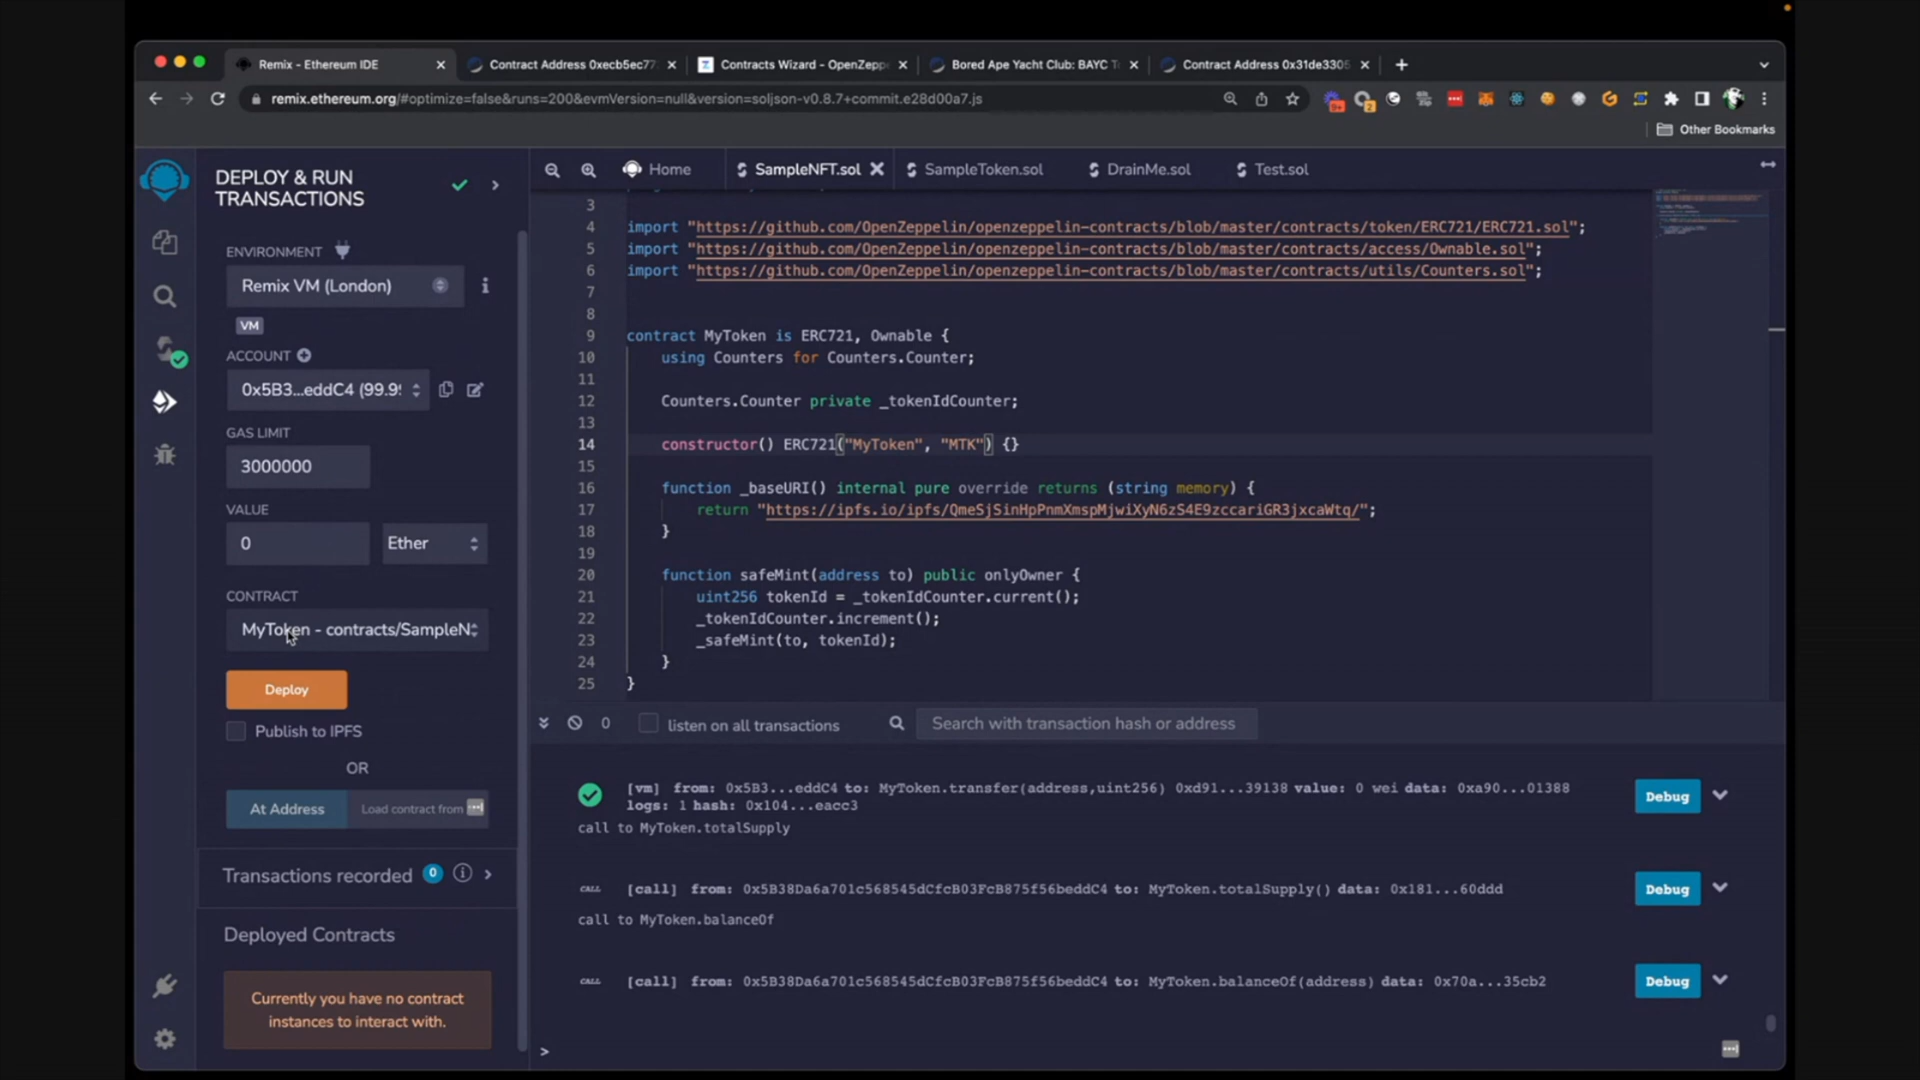 Remix - Ethereum IDE
Contract Address 0xecb5ec77
Contracts Wizard - OpenZeppe
Bored Ape Yacht Club: BAYC T
Contract Address 0x31de3305
remix.ethereum.org/#optimize=false&runs=200&evmVersion=null&version=soljson-v0.8.7+commit.e28d00a7.js
Other Bookmarks
DEPLOY & RUN
TRANSACTIONS
ENVIRONMENT
Remix VM (London)
VM
ACCOUNT
0x5B3...eddC4 (99.9
GAS LIMIT
3000000
VALUE
0
Ether
CONTRACT
MyToken - contracts/SampleN
Deploy
Publish to IPFS
OR
At Address
Load contract from
Transactions recorded 0
Deployed Contracts
Currently you have no contract
instances to interact with.
Home
SampleNFT.sol
SampleToken.sol
DrainMe.sol
Test.sol
3
4 import "https://github.com/OpenZeppelin/openzeppelin-contracts/blob/master/contracts/token/ERC721/ERC721.sol";
5 import "https://github.com/OpenZeppelin/openzeppelin-contracts/blob/master/contracts/access/Ownable.sol";
6 import "https://github.com/OpenZeppelin/openzeppelin-contracts/blob/master/contracts/utils/Counters.sol";
7
8
9 contract MyToken is ERC721, Ownable {
10 using Counters for Counters.Counter;
11
12 Counters.Counter private _tokenIdCounter;
13
14 constructor() ERC721("MyToken", "MTK") {}
15
16 function _baseURI() internal pure override returns (string memory) {
17 return "https://ipfs.io/ipfs/QmeSjSinHpPnmXmspMjwiXyN6zS4E9zccariGR3jxcaWtq/";
18 }
19
20 function safeMint(address to) public onlyOwner {
21 uint256 tokenId = _tokenIdCounter.current();
22 _tokenIdCounter.increment();
23 _safeMint(to, tokenId);
24 }
25 }
0
listen on all transactions
Search with transaction hash or address
[vm] from: 0x5B3...eddC4 to: MyToken.transfer(address,uint256) 0xd91...39138 value: 0 wei data: 0xa90...01388
logs: 1 hash: 0x104...eacc3
Debug
call to MyToken.totalSupply
CALL [call] from: 0x5B38Da6a701c568545dCfcB03FcB875f56beddC4 to: MyToken.totalSupply() data: 0x181...60ddd
Debug
call to MyToken.balanceOf
CALL [call] from: 0x5B38Da6a701c568545dCfcB03FcB875f56beddC4 to: MyToken.balanceOf(address) data: 0x70a...35cb2
Debug
>